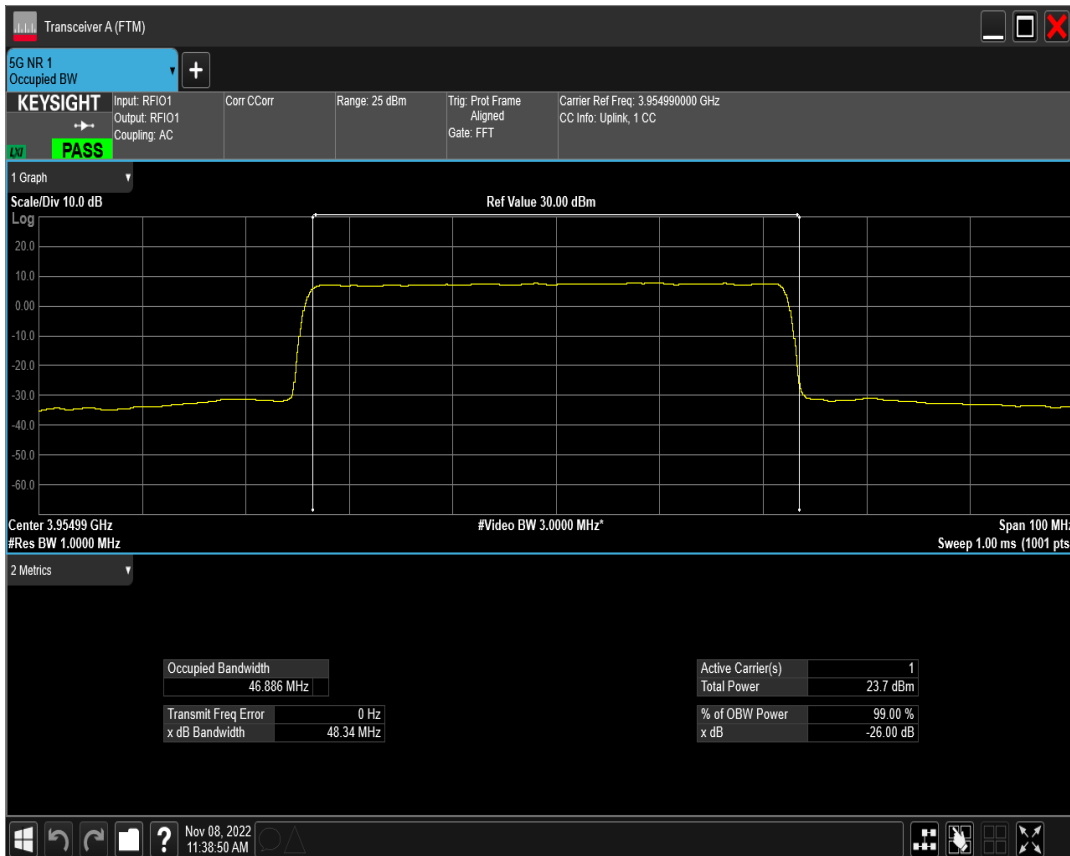 Transceiver A (FTM)
5G NR 1
Occupied BW
+
KEYSIGHT
LXI
PASS
Input: RFIO1
Output: RFIO1
Coupling: AC
Corr CCorr
Range: 25 dBm
Trig: Prot Frame
Aligned
Gate: FFT
Carrier Ref Freq: 3.954990000 GHz
CC Info: Uplink, 1 CC
1 Graph
Scale/Div 10.0 dB
Ref Value 30.00 dBm
Log
20.0
10.0
0.00
-10.0
-20.0
-30.0
-40.0
-50.0
-60.0
Center 3.95499 GHz
#Video BW 3.0000 MHz*
Span 100 MHz
#Res BW 1.0000 MHz
Sweep 1.00 ms (1001 pts
2 Metrics
Occupied Bandwidth
46.886 MHz
Transmit Freq Error 0 Hz
x dB Bandwidth 48.34 MHz
Active Carrier(s) 1
Total Power 23.7 dBm
% of OBW Power 99.00 %
x dB -26.00 dB
?
Nov 08, 2022
11:38:50 AM